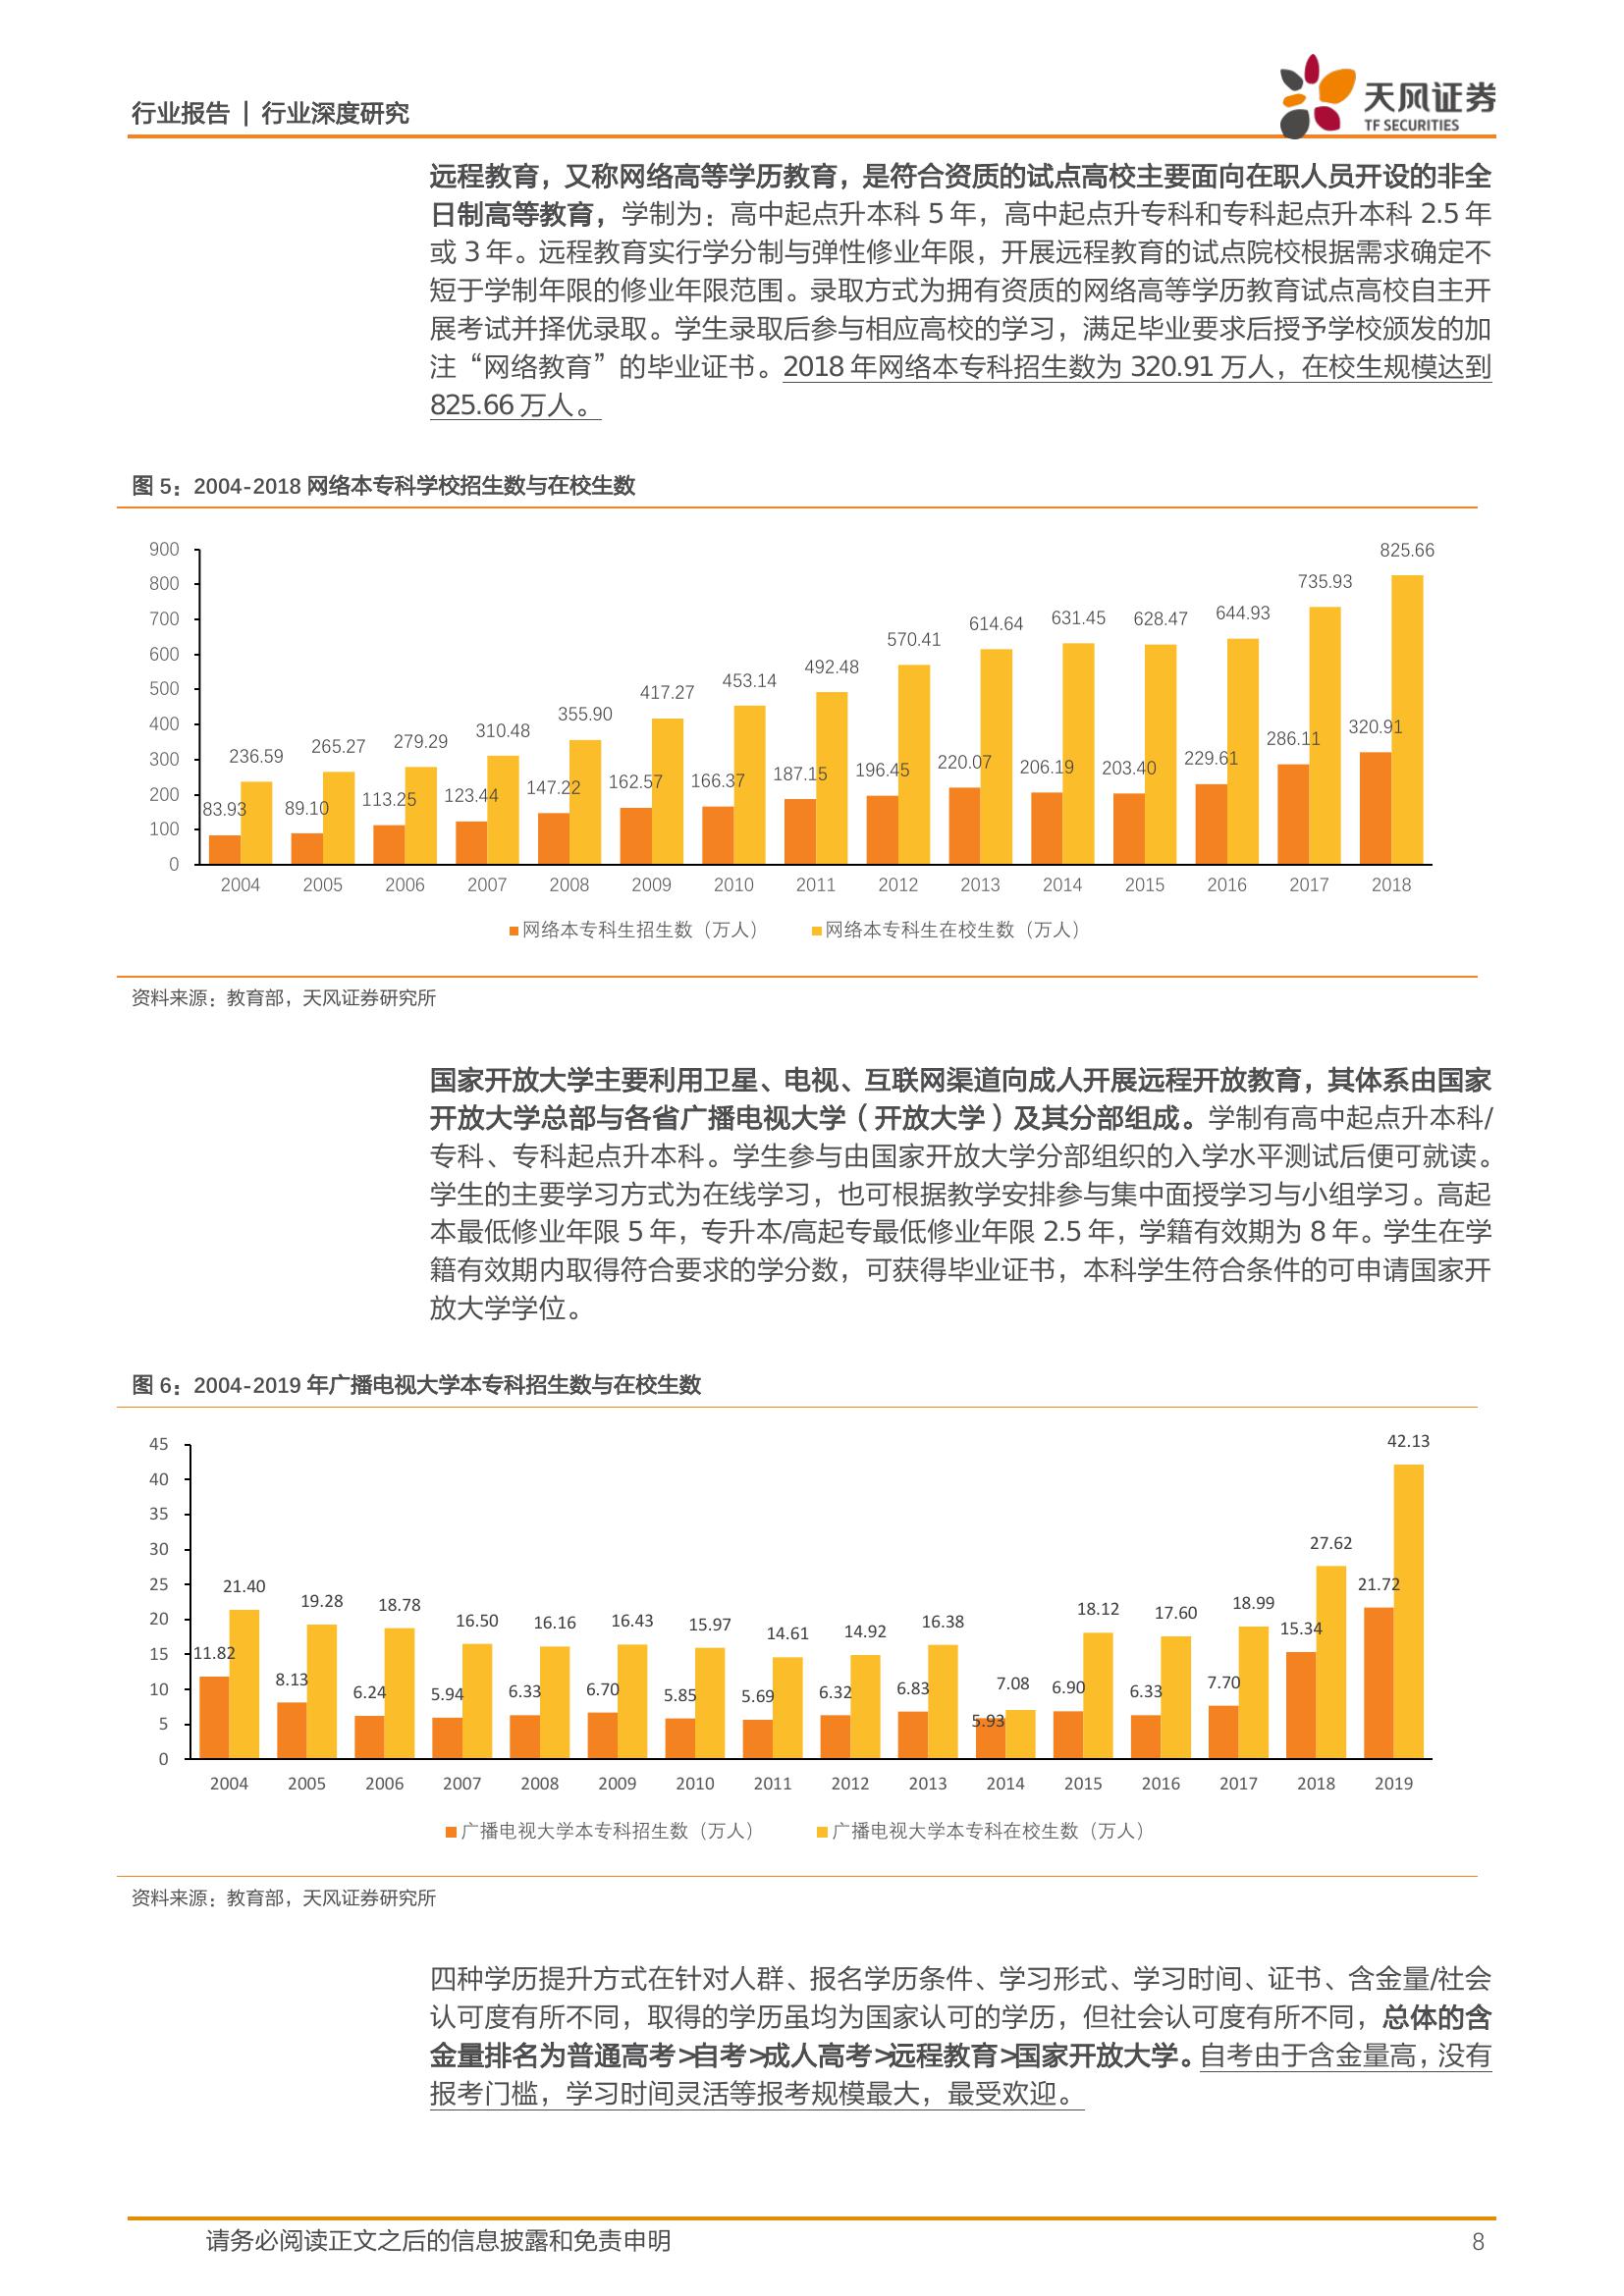 行业报告 | 行业深度研究
天风证券
TF SECURITIES
远程教育，又称网络高等学历教育，是符合资质的试点高校主要面向在职人员开设的非全
日制高等教育，学制为：高中起点升本科 5 年，高中起点升专科和专科起点升本科 2.5 年
或 3 年。远程教育实行学分制与弹性修业年限，开展远程教育的试点院校根据需求确定不
短于学制年限的修业年限范围。录取方式为拥有资质的网络高等学历教育试点高校自主开
展考试并择优录取。学生录取后参与相应高校的学习，满足毕业要求后授予学校颁发的加
注“网络教育”的毕业证书。2018 年网络本专科招生数为 320.91 万人，在校生规模达到
825.66 万人。
图 5：2004-2018 网络本专科学校招生数与在校生数
900
800
700
600
500
400
300
200
100
0
83.93
236.59
89.10
265.27
113.25
279.29
123.44
310.48
147.22
355.90
162.57
417.27
166.37
453.14
187.15
492.48
196.45
570.41
220.07
614.64
206.19
631.45
203.40
628.47
229.61
644.93
286.11
735.93
320.91
825.66
2004 2005 2006 2007 2008 2009 2010 2011 2012 2013 2014 2015 2016 2017 2018
网络本专科生招生数（万人） 网络本专科生在校生数（万人）
资料来源：教育部，天风证券研究所
国家开放大学主要利用卫星、电视、互联网渠道向成人开展远程开放教育，其体系由国家
开放大学总部与各省广播电视大学（开放大学）及其分部组成。学制有高中起点升本科/
专科、专科起点升本科。学生参与由国家开放大学分部组织的入学水平测试后便可就读。
学生的主要学习方式为在线学习，也可根据教学安排参与集中面授学习与小组学习。高起
本最低修业年限 5 年，专升本/高起专最低修业年限 2.5 年，学籍有效期为 8 年。学生在学
籍有效期内取得符合要求的学分数，可获得毕业证书，本科学生符合条件的可申请国家开
放大学学位。
图 6：2004-2019 年广播电视大学本专科招生数与在校生数
45
40
35
30
25
20
15
10
5
0
11.82
21.40
8.13
19.28
6.24
18.78
5.94
16.50
6.33
16.16
6.70
16.43
5.85
15.97
5.69
14.61
6.32
14.92
6.83
16.38
5.93
7.08
6.90
18.12
6.33
17.60
7.70
18.99
15.34
27.62
21.72
42.13
2004 2005 2006 2007 2008 2009 2010 2011 2012 2013 2014 2015 2016 2017 2018 2019
广播电视大学本专科招生数（万人） 广播电视大学本专科在校生数（万人）
资料来源：教育部，天风证券研究所
四种学历提升方式在针对人群、报名学历条件、学习形式、学习时间、证书、含金量/社会
认可度有所不同，取得的学历虽均为国家认可的学历，但社会认可度有所不同，总体的含
金量排名为普通高考>自考>成人高考>远程教育>国家开放大学。自考由于含金量高，没有
报考门槛，学习时间灵活等报考规模最大，最受欢迎。
请务必阅读正文之后的信息披露和免责申明
8